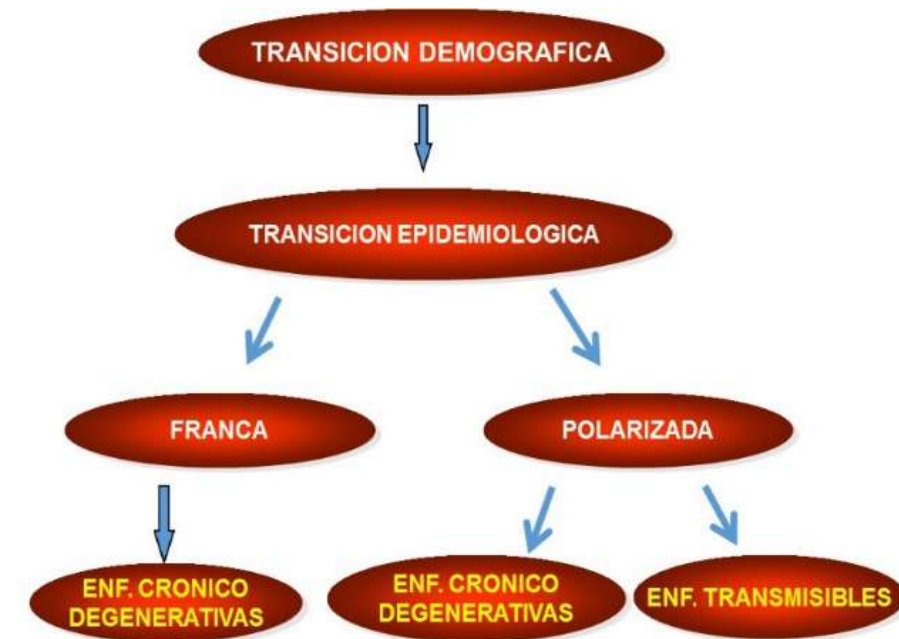 TRANSICION DEMOGRAFICA
TRANSICION EPIDEMIOLOGICA
FRANCA
POLARIZADA
ENF. CRONICO
DEGENERATIVAS
ENF. CRONICO
DEGENERATIVAS
ENF. TRANSMISIBLES